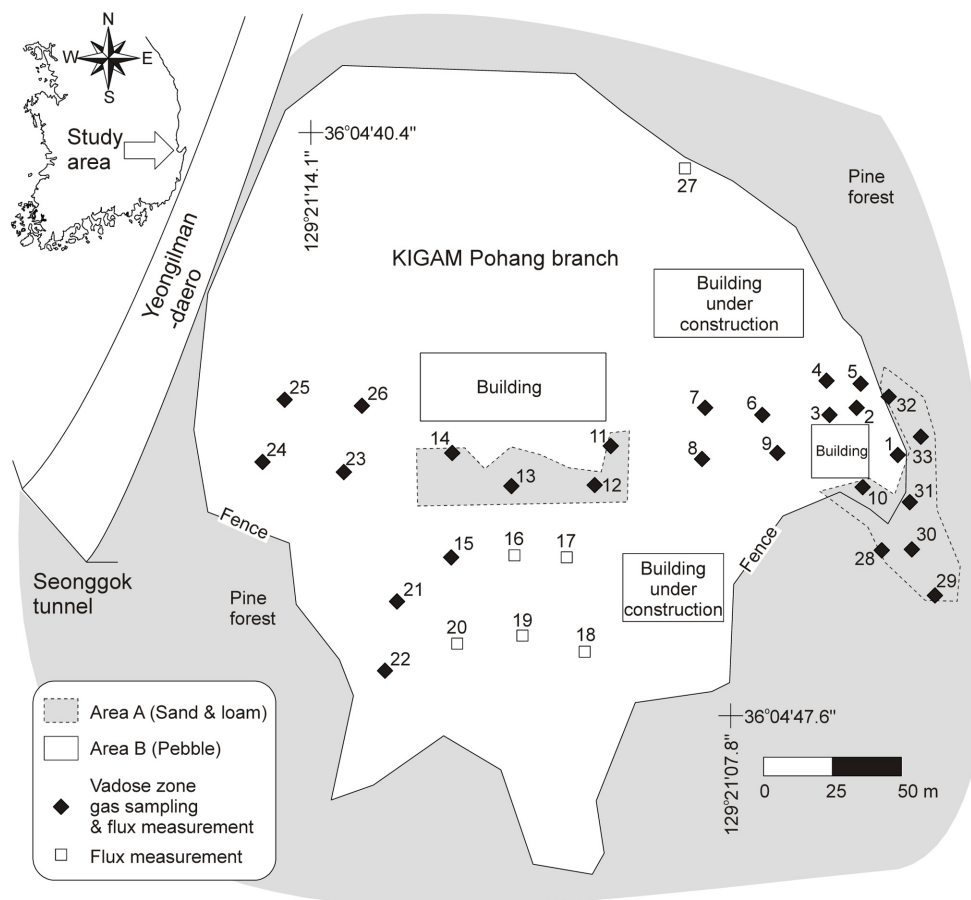 N
W
E
S
Study
area
Yeongilman
-daero
36°04'40.4"
129°21'14.1"
27
Pine
forest
KIGAM Pohang branch
Building
under
construction
Building
4
5
32
25
26
7
6
3
2
14
11
24
23
8
9
Building
1
33
13
12
10
31
Fence
Fence
15
16
17
28
30
Seonggok
tunnel
Pine
forest
21
Building
under
construction
29
20
19
18
22
Area A (Sand & loam)
Area B (Pebble)
Vadose zone
gas sampling
& flux measurement
Flux measurement
36°04'47.6"
129°21'07.8"
0
25
50 m